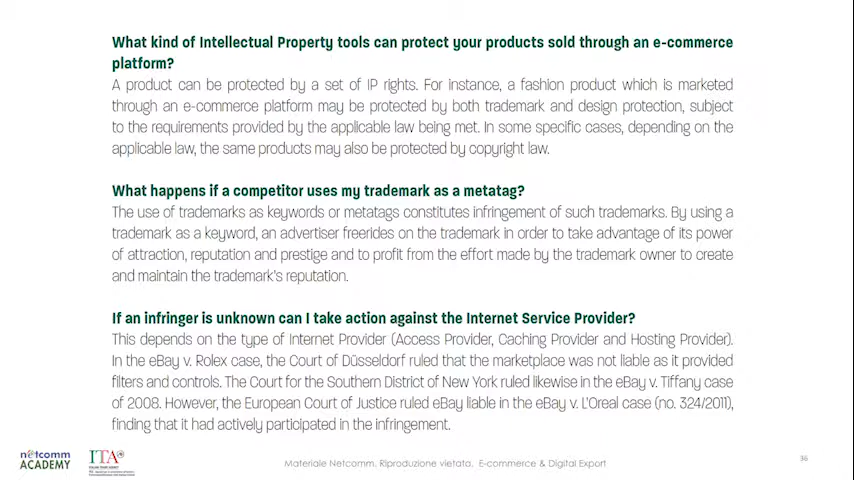 What kind of Intellectual Property tools can protect your products sold through an e-commerce
platform?
A product can be protected by a set of IP rights. For instance, a fashion product which is marketed
through an e-commerce platform may be protected by both trademark and design protection, subject
to the requirements provided by the applicable law being met. In some specific cases, depending on the
applicable law, the same products may also be protected by copyright law.
What happens if a competitor uses my trademark as a metatag?
The use of trademarks as keywords or metatags constitutes infringement of such trademarks. By using a
trademark as a keyword, an advertiser freerides on the trademark in order to take advantage of its power
of attraction, reputation and prestige and to profit from the effort made by the trademark owner to create
and maintain the trademark's reputation.
If an infringer is unknown can I take action against the Internet Service Provider?
This depends on the type of Internet Provider (Access Provider, Caching Provider and Hosting Provider).
In the eBay v. Rolex case, the Court of Düsseldorf ruled that the marketplace was not liable as it provided
filters and controls. The Court for the Southern District of New York ruled likewise in the eBay v. Tiffany case
of 2008. However, the European Court of Justice ruled eBay liable in the eBay v. L'Oreal case (no. 324/2011),
finding that it had actively participated in the infringement.
netcomm
ACADEMY
ITA
Materiale Netcomm. Riproduzione vietata. E-commerce & Digital Export
36